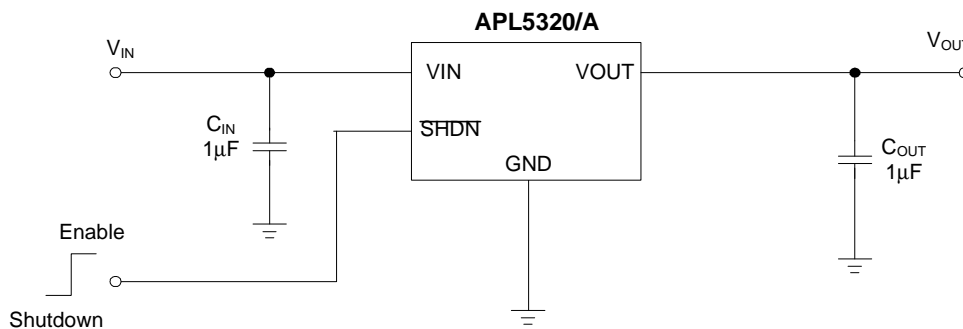 APL5320/A
VIN
VOUT
VIN
VOUT
SHDN
CIN
1μF
GND
COUT
1μF
Enable
Shutdown